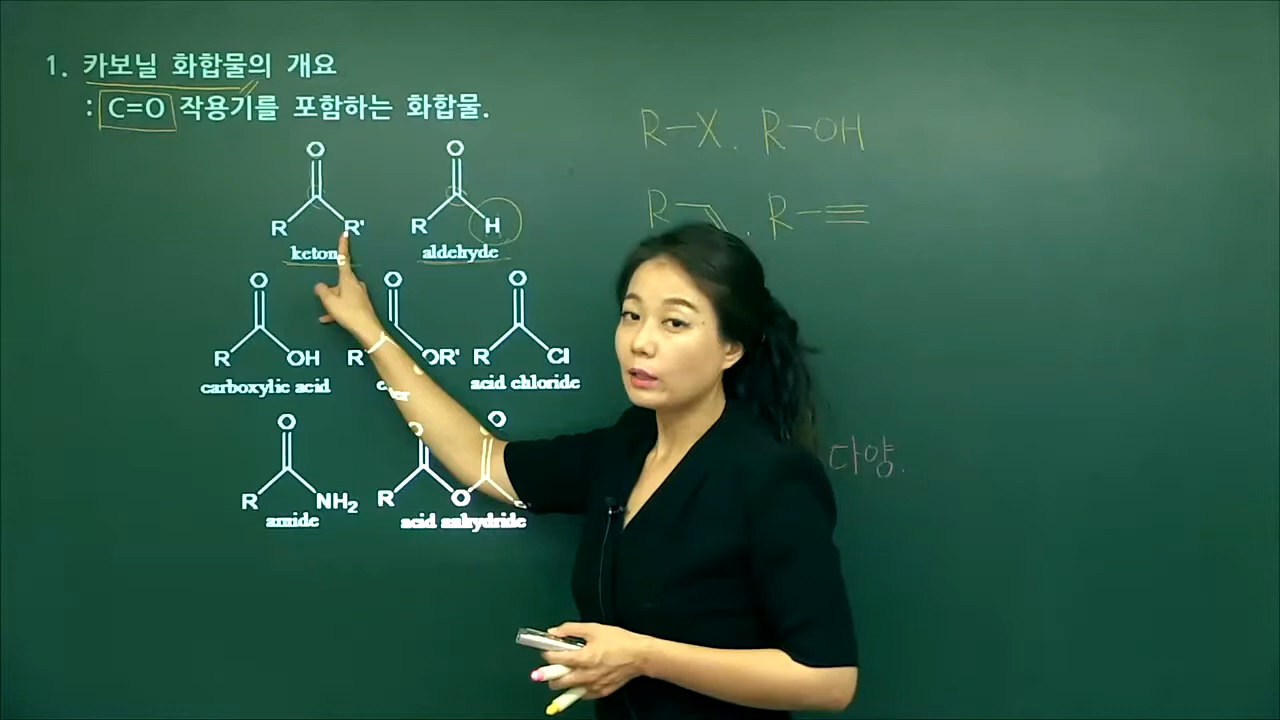 1. 카보닐 화합물의 개요
: C=O 작용기를 포함하는 화합물.
R-X. R-OH
O O
R R' R H
ketone aldehyde
R R
O O O
R OH R OR' R Cl
carboxylic acid acid chloride
O O O
R NH2 R O
amide acid anhydride
다양.